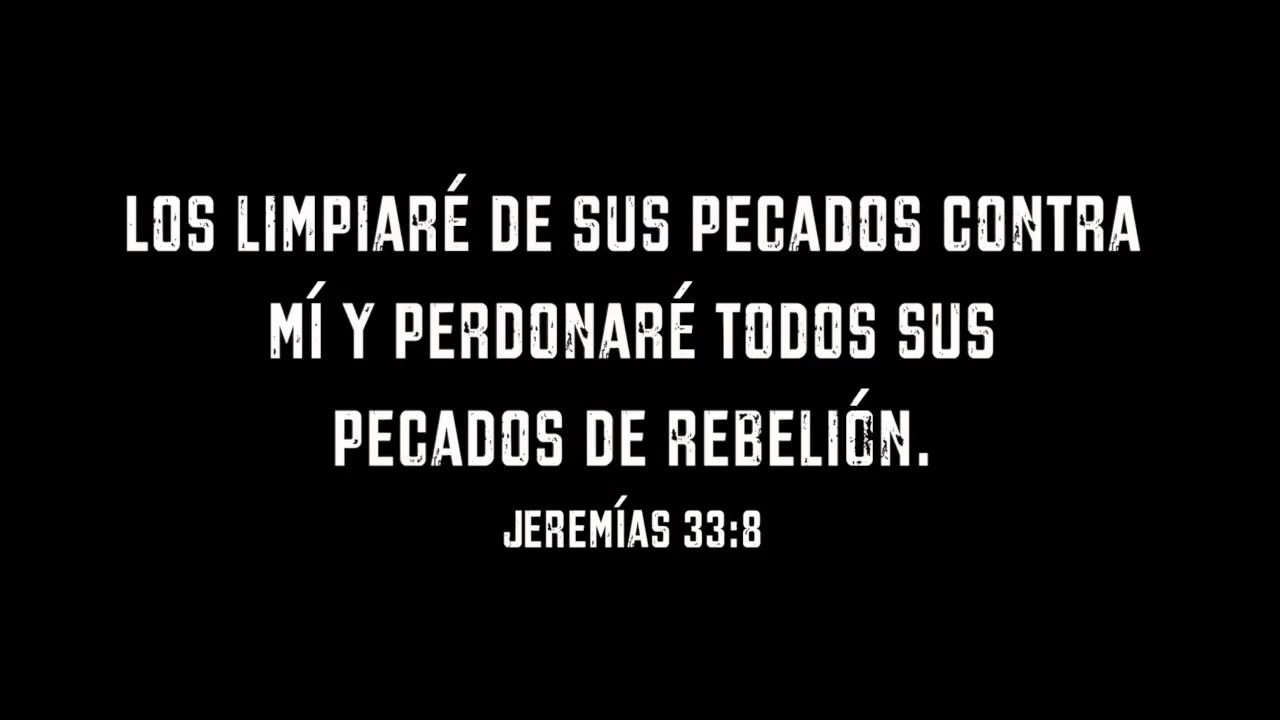 LOS LIMPIARÉ DE SUS PECADOS CONTRA
MÍ Y PERDONARÉ TODOS SUS
PECADOS DE REBELIÓN.
JEREMÍAS 33:8